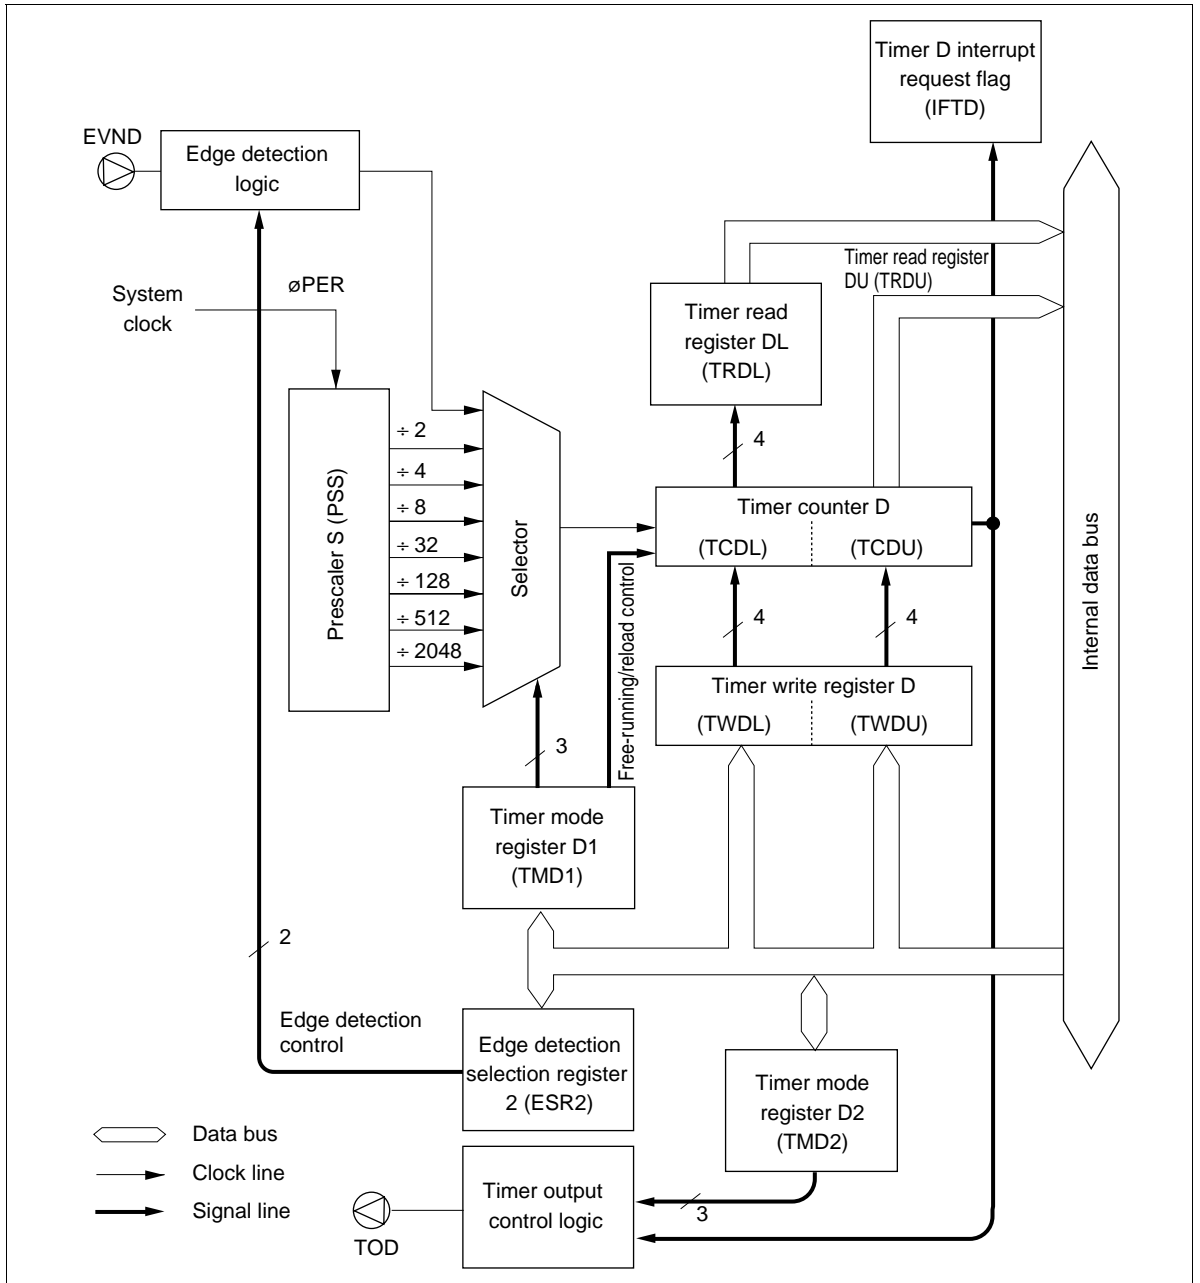 Timer D interrupt
request flag
(IFTD)
EVND
Edge detection
logic
øPER
System
clock
Timer read register
DU (TRDU)
Timer read
register DL
(TRDL)
÷ 2
÷ 4
÷ 8
÷ 32
÷ 128
÷ 512
÷ 2048
Prescaler S (PSS)
Selector
4
Timer counter D
(TCDL)
(TCDU)
Free-running/reload control
4
4
Timer write register D
(TWDL)
(TWDU)
Internal data bus
3
Timer mode
register D1
(TMD1)
2
Edge detection
control
Edge detection
selection register
2 (ESR2)
Timer mode
register D2
(TMD2)
Data bus
Clock line
Signal line
Timer output
control logic
3
TOD